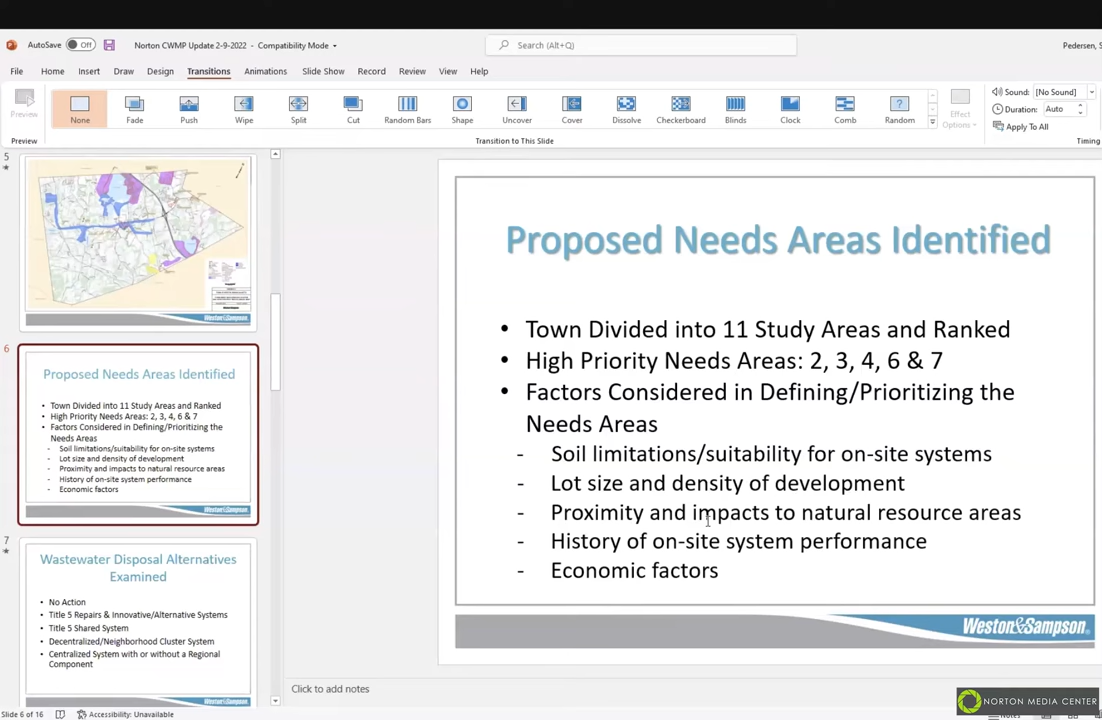 AutoSave Off Norton CWMP Update 2-9-2022 - Compatibility Mode Search (Alt+Q) Pedersen, S
File Home Insert Draw Design Transitions Animations Slide Show Record Review View Help
Preview None Fade Push Wipe Split Cut Random Bars Shape Uncover Cover Dissolve Checkerboard Blinds Clock Comb Random Effect Options
Sound: [No Sound]
Duration: Auto
Apply To All
Preview Transition to This Slide Timing
5
Weston&Sampson
6
Proposed Needs Areas Identified
• Town Divided into 11 Study Areas and Ranked
• High Priority Needs Areas: 2, 3, 4, 6 & 7
• Factors Considered in Defining/Prioritizing the
Needs Areas
- Soil limitations/suitability for on-site systems
- Lot size and density of development
- Proximity and impacts to natural resource areas
- History of on-site system performance
- Economic factors
Weston&Sampson
7
Wastewater Disposal Alternatives
Examined
• No Action
• Title 5 Repairs & Innovative/Alternative Systems
• Title 5 Shared System
• Decentralized/Neighborhood Cluster System
• Centralized System with or without a Regional
Component
Proposed Needs Areas Identified
• Town Divided into 11 Study Areas and Ranked
• High Priority Needs Areas: 2, 3, 4, 6 & 7
• Factors Considered in Defining/Prioritizing the
Needs Areas
- Soil limitations/suitability for on-site systems
- Lot size and density of development
- Proximity and impacts to natural resource areas
- History of on-site system performance
- Economic factors
Weston&Sampson
Click to add notes
NORTON MEDIA CENTER
Slide 6 of 16 Accessibility: Unavailable Notes